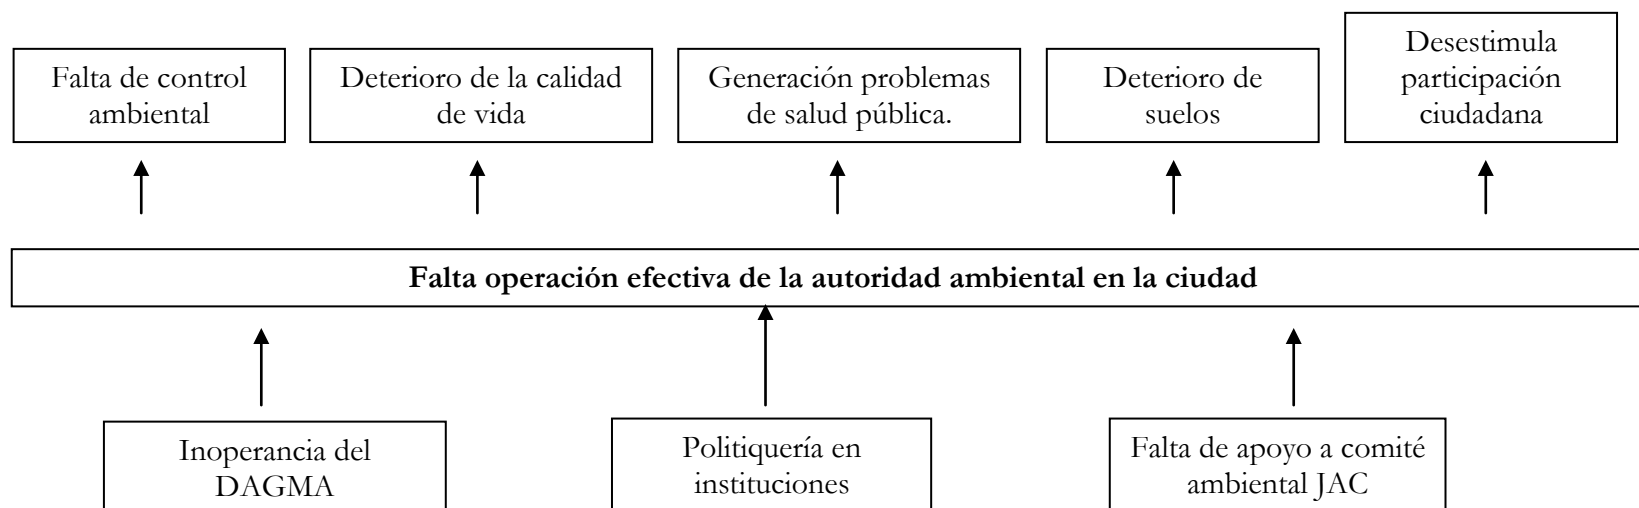 Falta de control
ambiental
Deterioro de la calidad
de vida
Generación problemas
de salud pública.
Deterioro de
suelos
Desestimula
participación
ciudadana
Falta operación efectiva de la autoridad ambiental en la ciudad
Inoperancia del
DAGMA
Politiquería en
instituciones
Falta de apoyo a comité
ambiental JAC